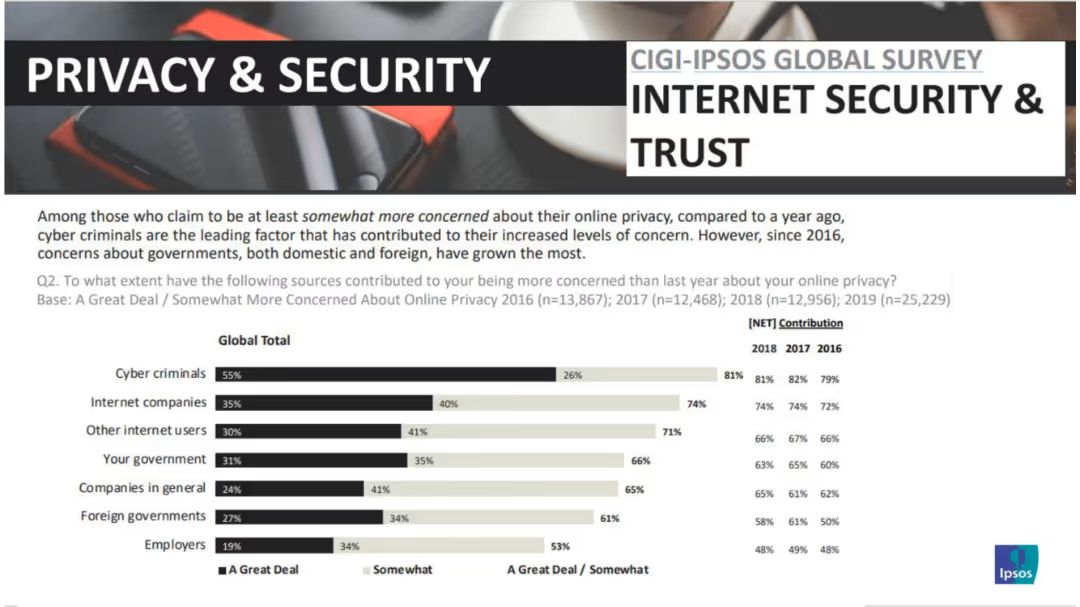 PRIVACY & SECURITY
CIGI-IPSOS GLOBAL SURVEY
INTERNET SECURITY &
TRUST
Among those who claim to be at least somewhat more concerned about their online privacy, compared to a year ago,
cyber criminals are the leading factor that has contributed to their increased levels of concern. However, since 2016,
concerns about governments, both domestic and foreign, have grown the most.
Q2. To what extent have the following sources contributed to your being more concerned than last year about your online privacy?
Base: A Great Deal / Somewhat More Concerned About Online Privacy 2016 (n=13,867); 2017 (n=12,468); 2018 (n=12,956); 2019 (n=25,229)
[NET] Contribution
Global Total
2018 2017 2016
Cyber criminals 55% 26% 81% 81% 82% 79%
Internet companies 35% 40% 74% 74% 74% 72%
Other internet users 30% 41% 71% 66% 67% 66%
Your government 31% 35% 66% 63% 65% 60%
Companies in general 24% 41% 65% 65% 61% 62%
Foreign governments 27% 34% 61% 58% 61% 50%
Employers 19% 34% 53% 48% 49% 48%
A Great Deal Somewhat A Great Deal / Somewhat
Ipsos